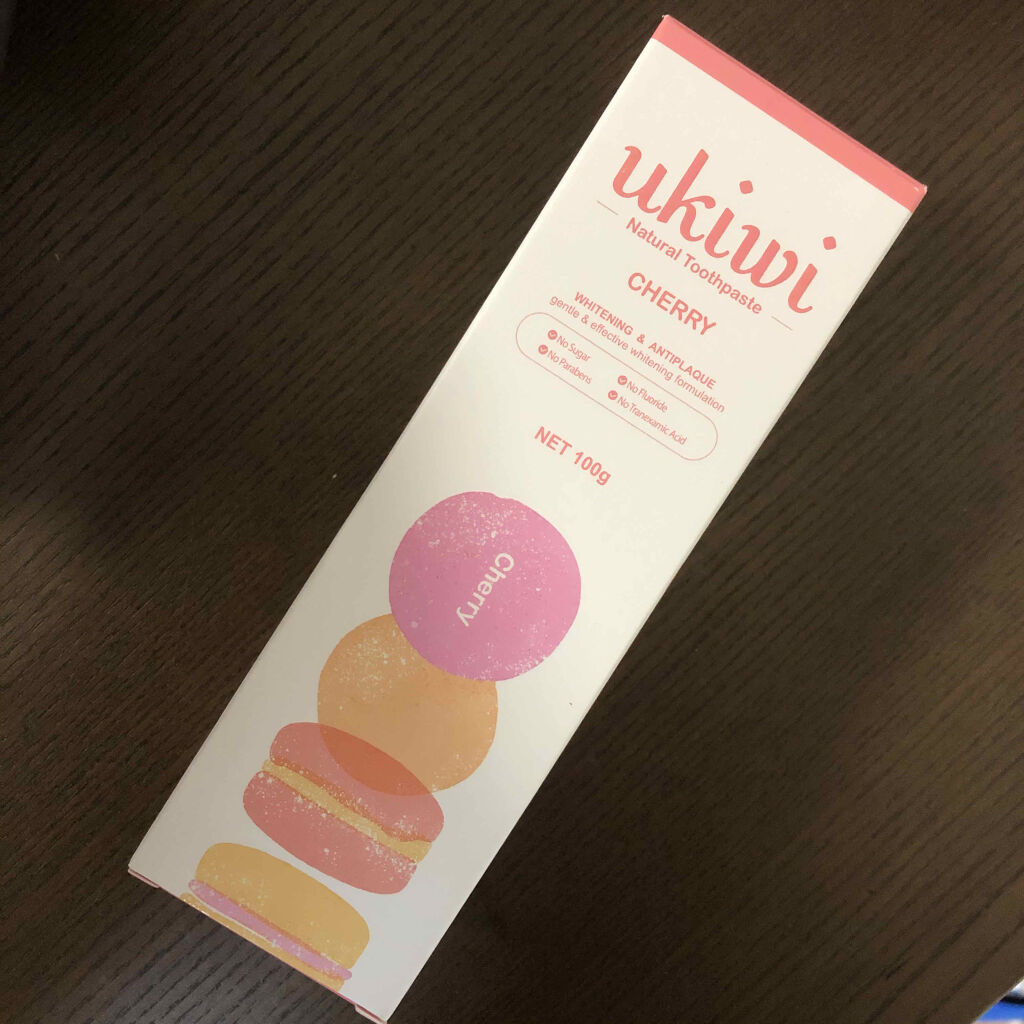 ukiwi
Natural Toothpaste
CHERRY
WHITENING & ANTIPLAQUE
gentle & effective whitening formulation
No Sugar
No Fluoride
No Parabens
No Tranexamic Acid
NET 100g
Cherry